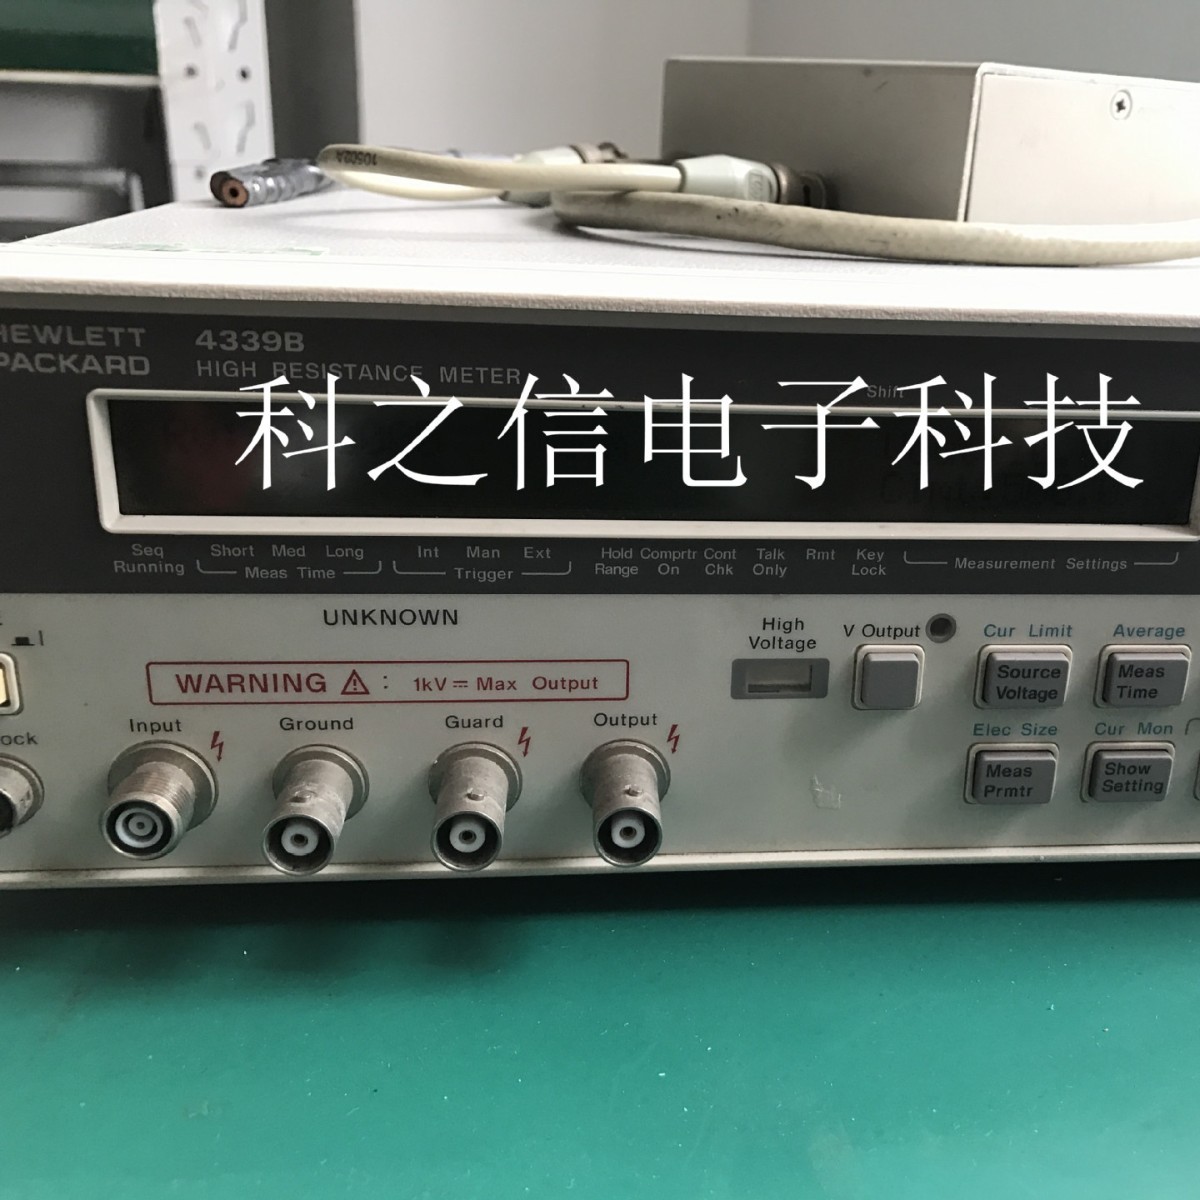 10502A
HEWLETT PACKARD
4339B
HIGH RESISTANCE METER
Shift
科之信电子科技
Seq Running
Short Med Long
Meas Time
Int Man Ext
Trigger
Hold Range
Comprtr On
Cont Chk
Talk Only
Rmt
Key Lock
Measurement Settings
UNKNOWN
WARNING ⚠ : 1kV⎓ Max Output
Input
Ground
Guard
Output
High Voltage
V Output
Cur Limit
Source Voltage
Average
Meas Time
Elec Size
Meas Prmtr
Cur Mon
Show Setting